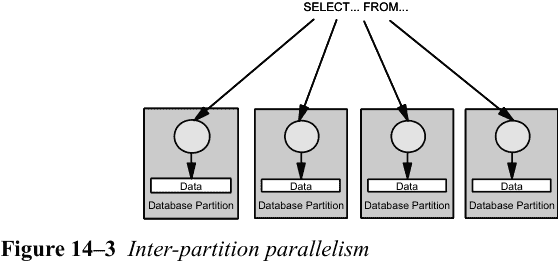 SELECT... FROM...
Data Data Data Data
Database Partition Database Partition Database Partition Database Partition
Figure 14–3 Inter-partition parallelism